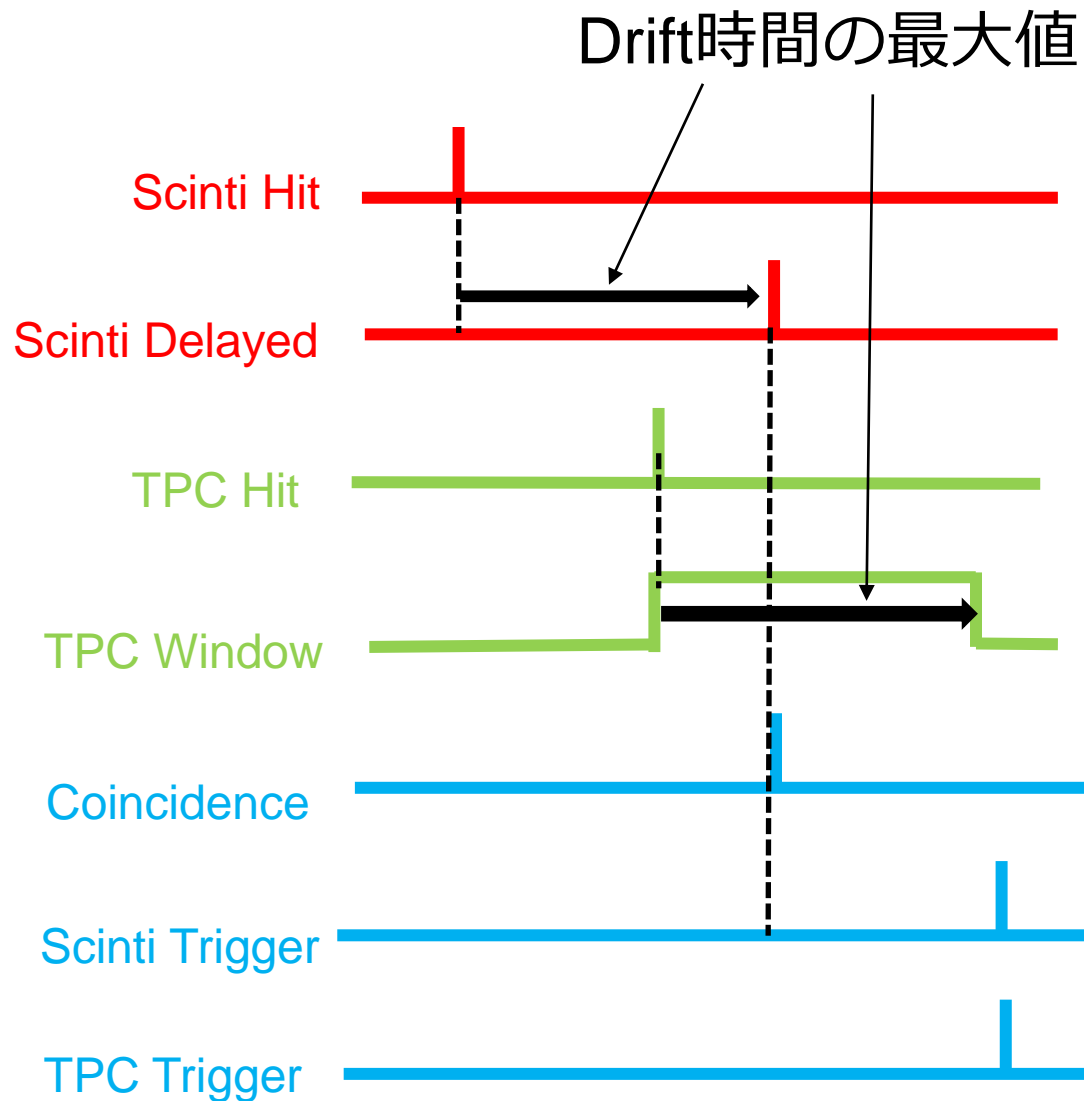 Drift時間の最大値
Scinti Hit
Scinti Delayed
TPC Hit
TPC Window
Coincidence
Scinti Trigger
TPC Trigger